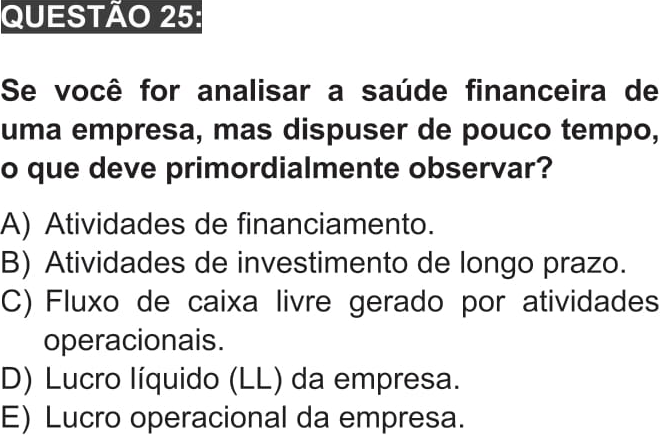 QUESTÃO 25:
Se você for analisar a saúde financeira de
uma empresa, mas dispuser de pouco tempo,
o que deve primordialmente observar?
A) Atividades de financiamento.
B) Atividades de investimento de longo prazo.
C) Fluxo de caixa livre gerado por atividades
operacionais.
D) Lucro líquido (LL) da empresa.
E) Lucro operacional da empresa.